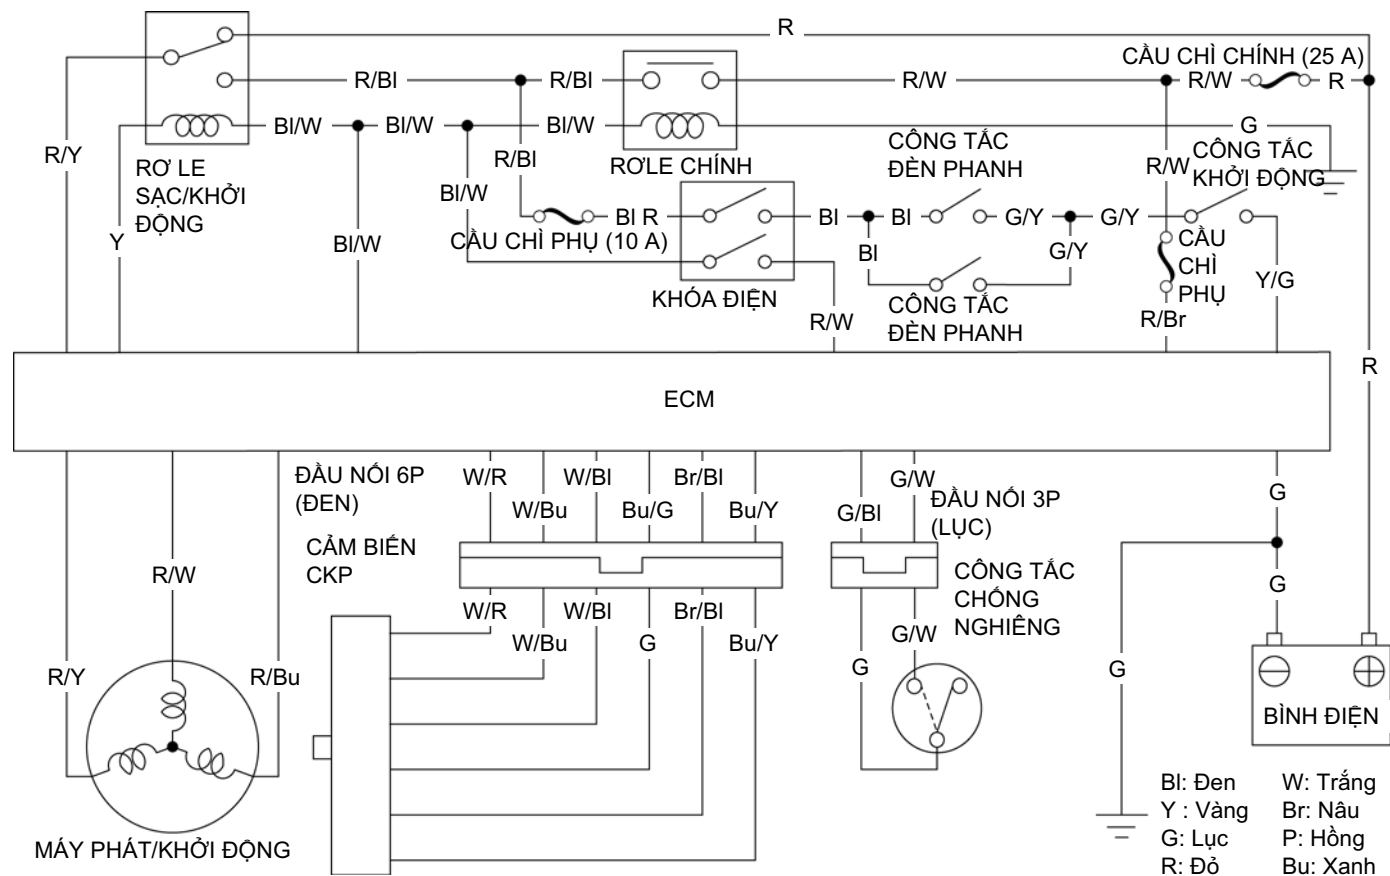 R
CẦU CHÌ CHÍNH (25 A)
R/Bl
R/Bl
R/W
R/W
R
Bl/W
Bl/W
Bl/W
G
R/Y
RƠ LE
SẠC/KHỞI
ĐỘNG
R/Bl
RƠLE CHÍNH
CÔNG TẮC
ĐÈN PHANH
R/W
CÔNG TẮC
KHỞI ĐỘNG
Bl/W
Y
Bl/W
Bl R
Bl
Bl
G/Y
G/Y
CẦU CHÌ PHỤ (10 A)
Bl
G/Y
CẦU
CHÌ
PHỤ
Y/G
KHÓA ĐIỆN
CÔNG TẮC
ĐÈN PHANH
R/W
R/Br
R
ECM
ĐẦU NỐI 6P
(ĐEN)
W/R
W/Bu
W/Bl
Bu/G
Br/Bl
Bu/Y
G/Bl
G/W
ĐẦU NỐI 3P
(LỤC)
G
CẢM BIẾN
CKP
R/W
CÔNG TẮC
CHỐNG
NGHIÊNG
G
W/R
W/Bu
W/Bl
G
Br/Bl
Bu/Y
G/W
G
R/Y
R/Bu
G
BÌNH ĐIỆN
MÁY PHÁT/KHỞI ĐỘNG
Bl: Đen W: Trắng
Y : Vàng Br: Nâu
G: Lục P: Hồng
R: Đỏ Bu: Xanh